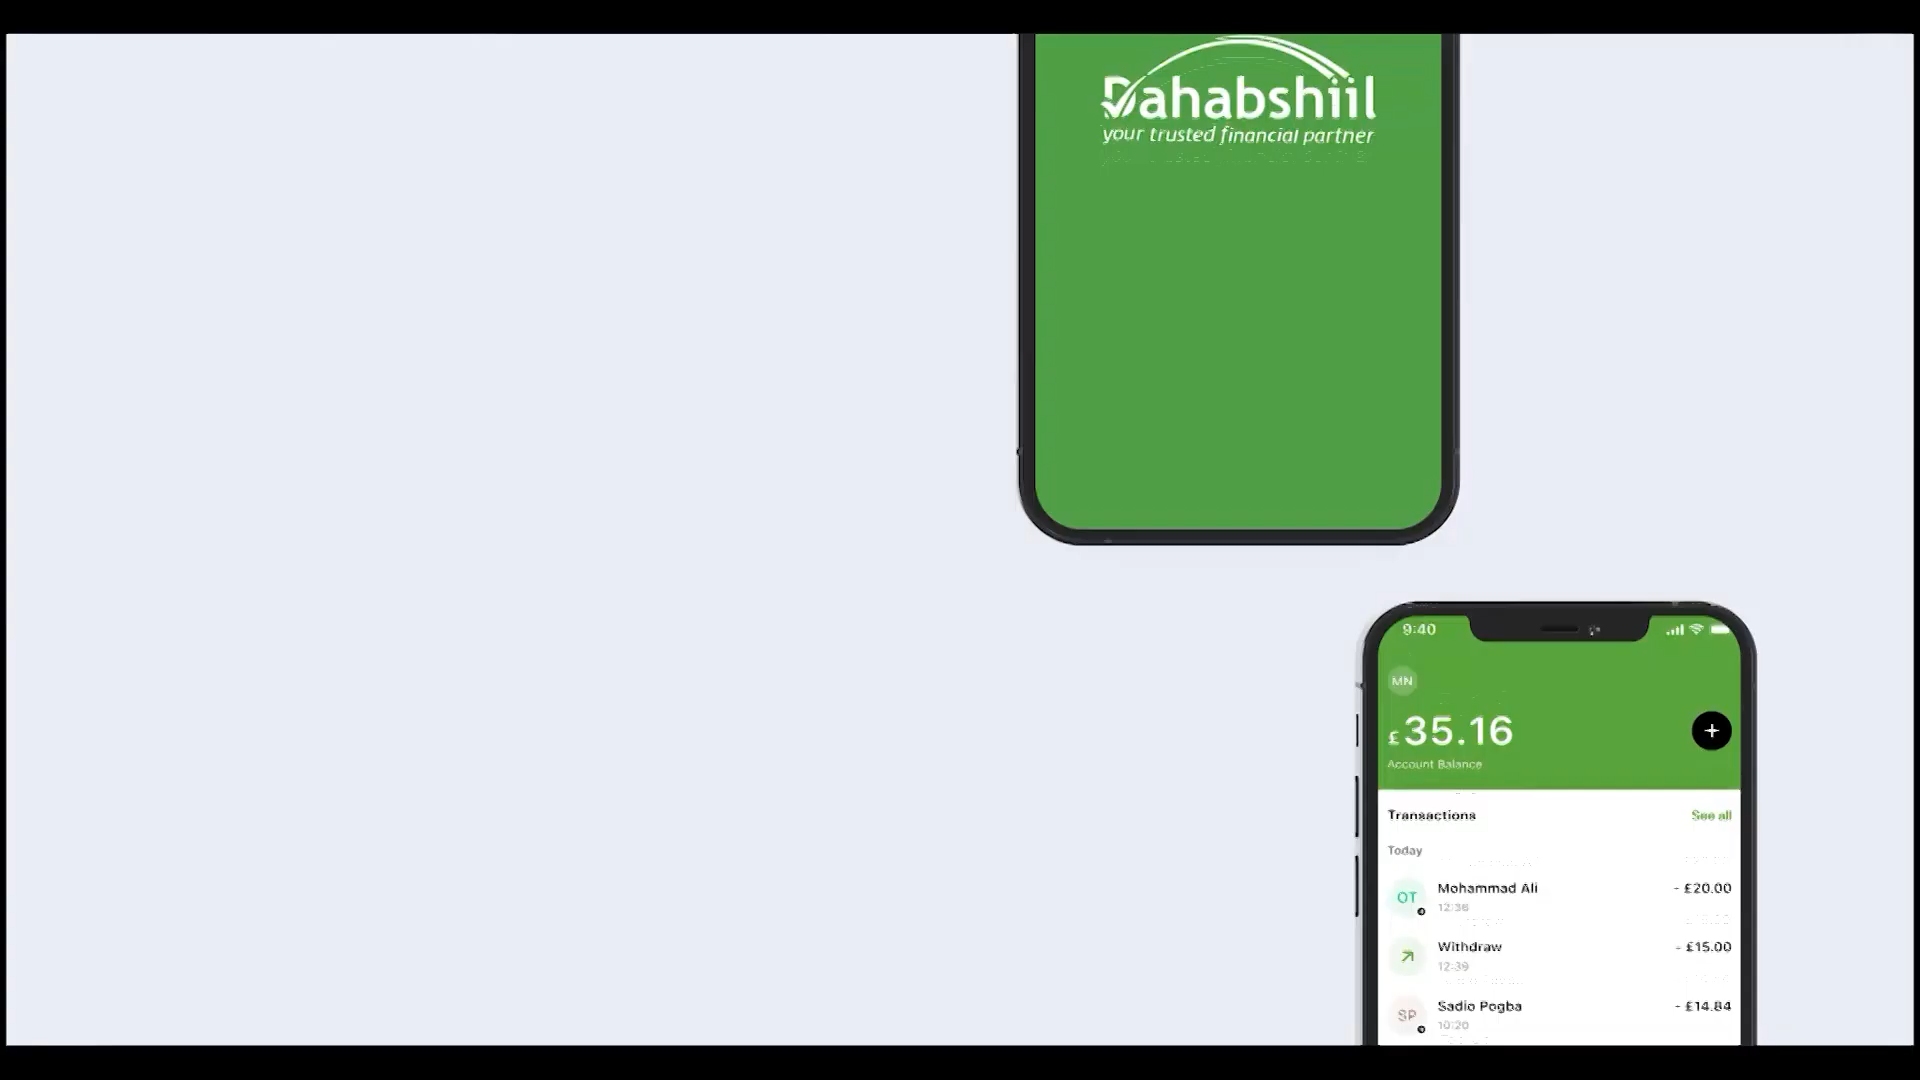 Dahabshiil
your trusted financial partner
9:40
MN
£35.16
+
Account Balance
Transactions See all
Today
OT Mohammad Ali - £20.00
12:36
Withdraw - £15.00
12:39
SP Sadio Pogba - £14.84
10:20